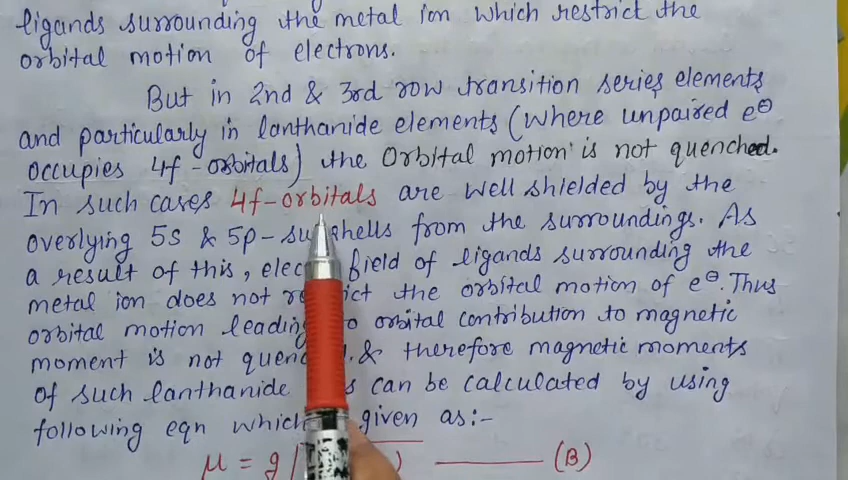 ligands surrounding the metal ion which restrict the
orbital motion of electrons.
But in 2nd & 3rd row transition series elements
and particularly in lanthanide elements (where unpaired e⊖
occupies 4f-orbitals) the Orbital motion is not quenched.
In such cases 4f-orbitals are well shielded by the
overlying 5s & 5p-su shells from the surroundings. As
a result of this, elec field of ligands surrounding the
metal ion does not re ict the orbital motion of e⊖. Thus
orbital motion leading to orbital contribution to magnetic
moment is not quen . & therefore magnetic moments
of such lanthanide s can be calculated by using
following eqn which given as:-
μ = g ) (B)